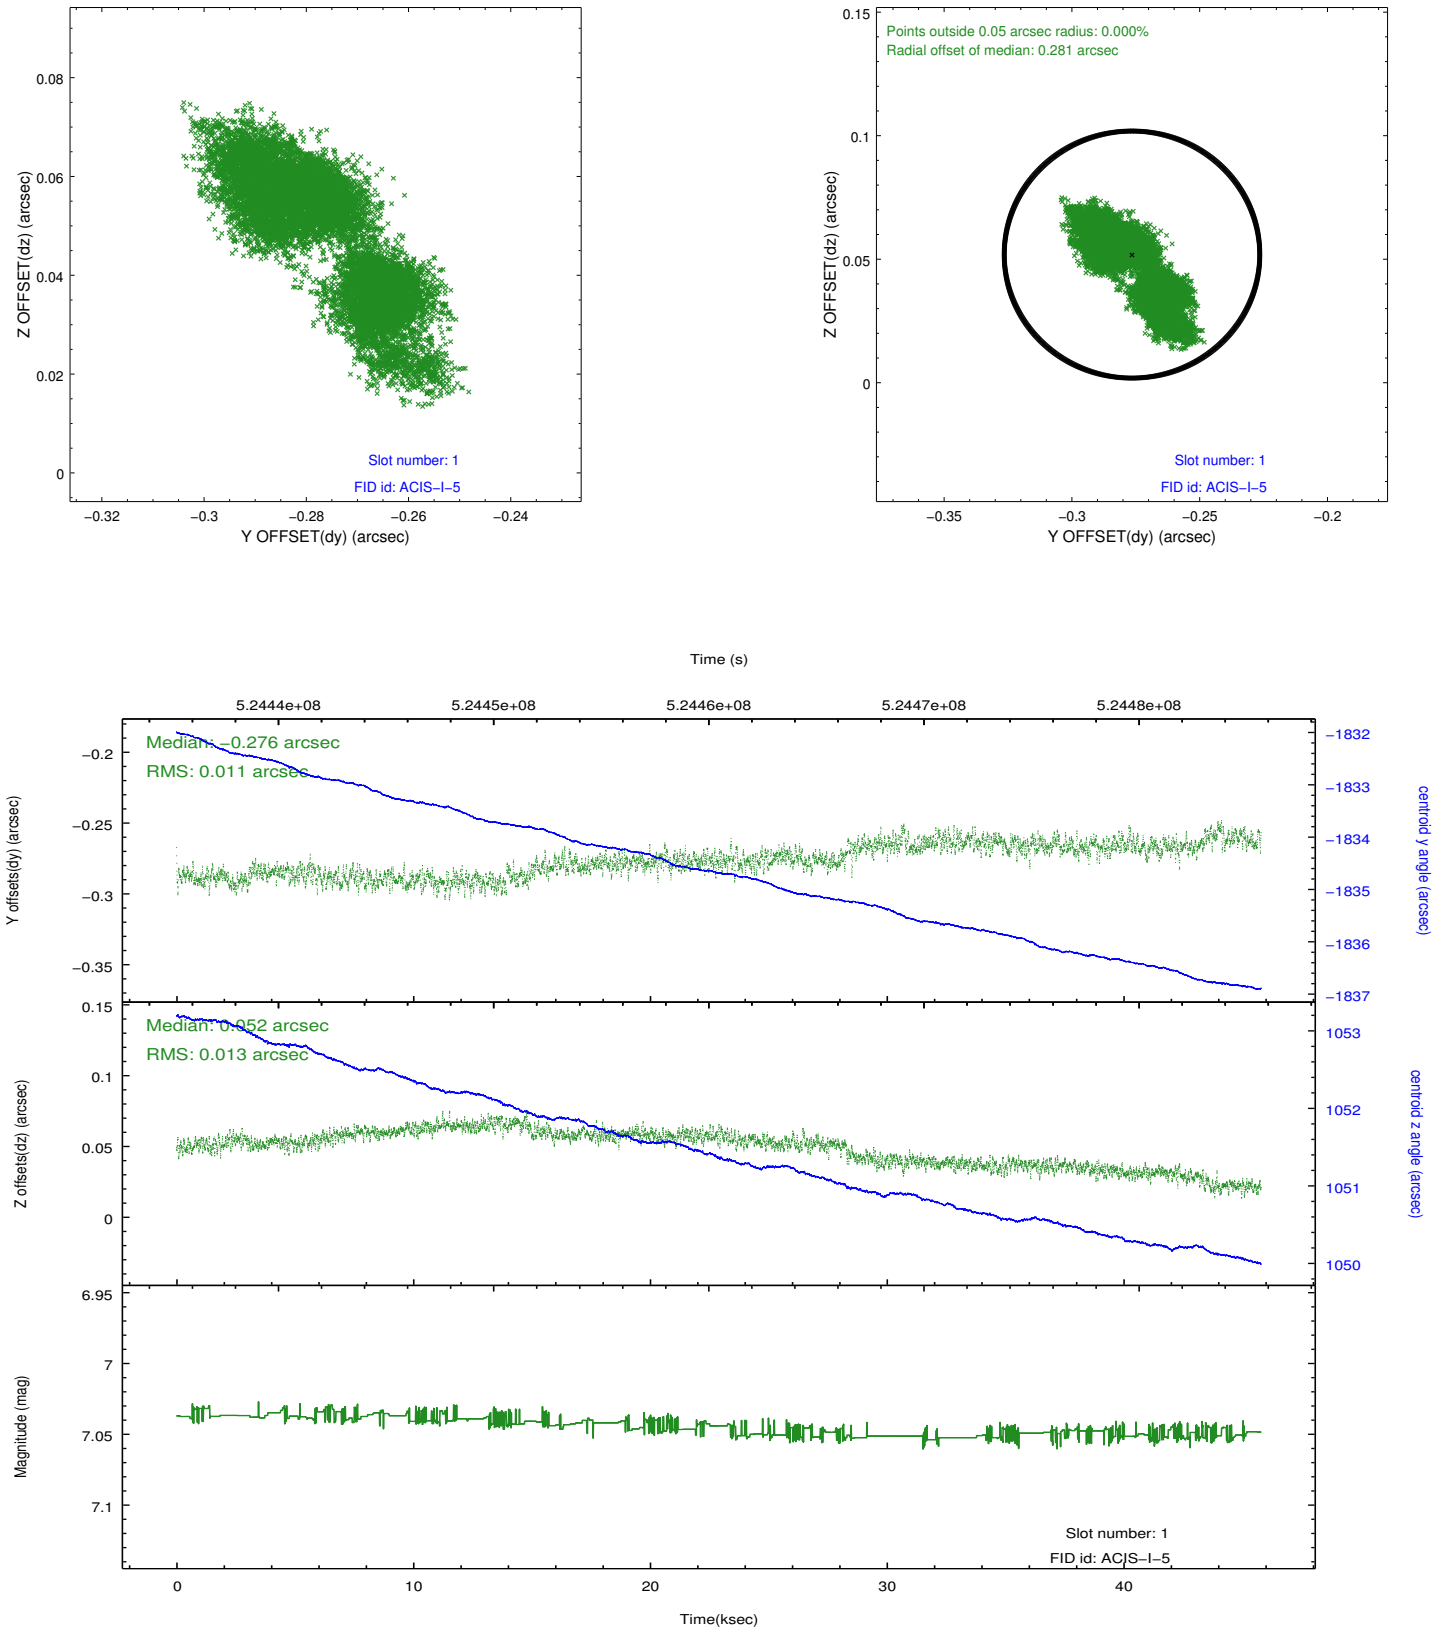 0.08
0.06
0.04
0.02
0
Z OFFSET(dz) (arcsec)
Slot number: 1
FID id: ACIS−I−5
−0.32 −0.3 −0.28 −0.26 −0.24
Y OFFSET(dy) (arcsec)
0.15
0.1
0.05
0
Z OFFSET(dz) (arcsec)
Points outside 0.05 arcsec radius: 0.000%
Radial offset of median: 0.281 arcsec
Slot number: 1
FID id: ACIS−I−5
−0.35 −0.3 −0.25 −0.2
Y OFFSET(dy) (arcsec)
Time (s)
5.2444e+08 5.2445e+08 5.2446e+08 5.2447e+08 5.2448e+08
−0.2
−0.25
−0.3
−0.35
Y offsets(dy) (arcsec)
Median: −0.276 arcsec
RMS: 0.011 arcsec
−1832
−1833
−1834
−1835
−1836
−1837
centroid y angle (arcsec)
0.15
0.1
0.05
0
Z offsets(dz) (arcsec)
Median: 0.052 arcsec
RMS: 0.013 arcsec
1053
1052
1051
1050
centroid z angle (arcsec)
6.95
7
7.05
7.1
Magnitude (mag)
Slot number: 1
FID id: ACIS−I−5
0 10 20 30 40
Time(ksec)